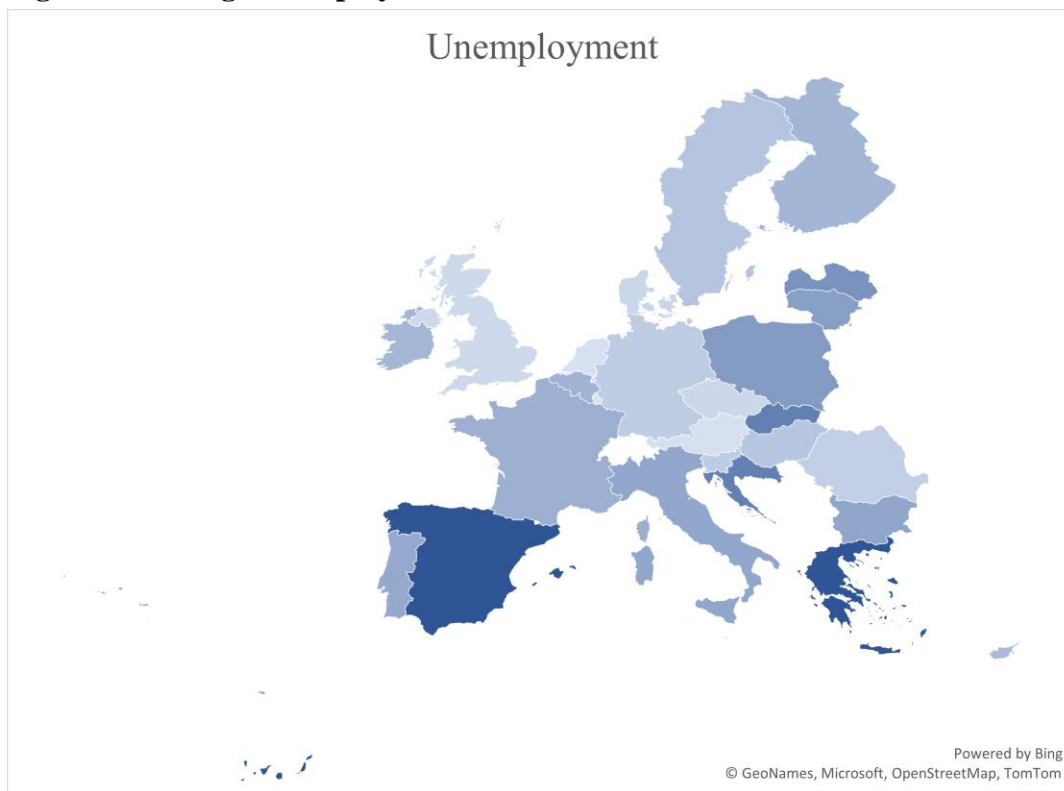 Unemployment
Powered by Bing
© GeoNames, Microsoft, OpenStreetMap, TomTom